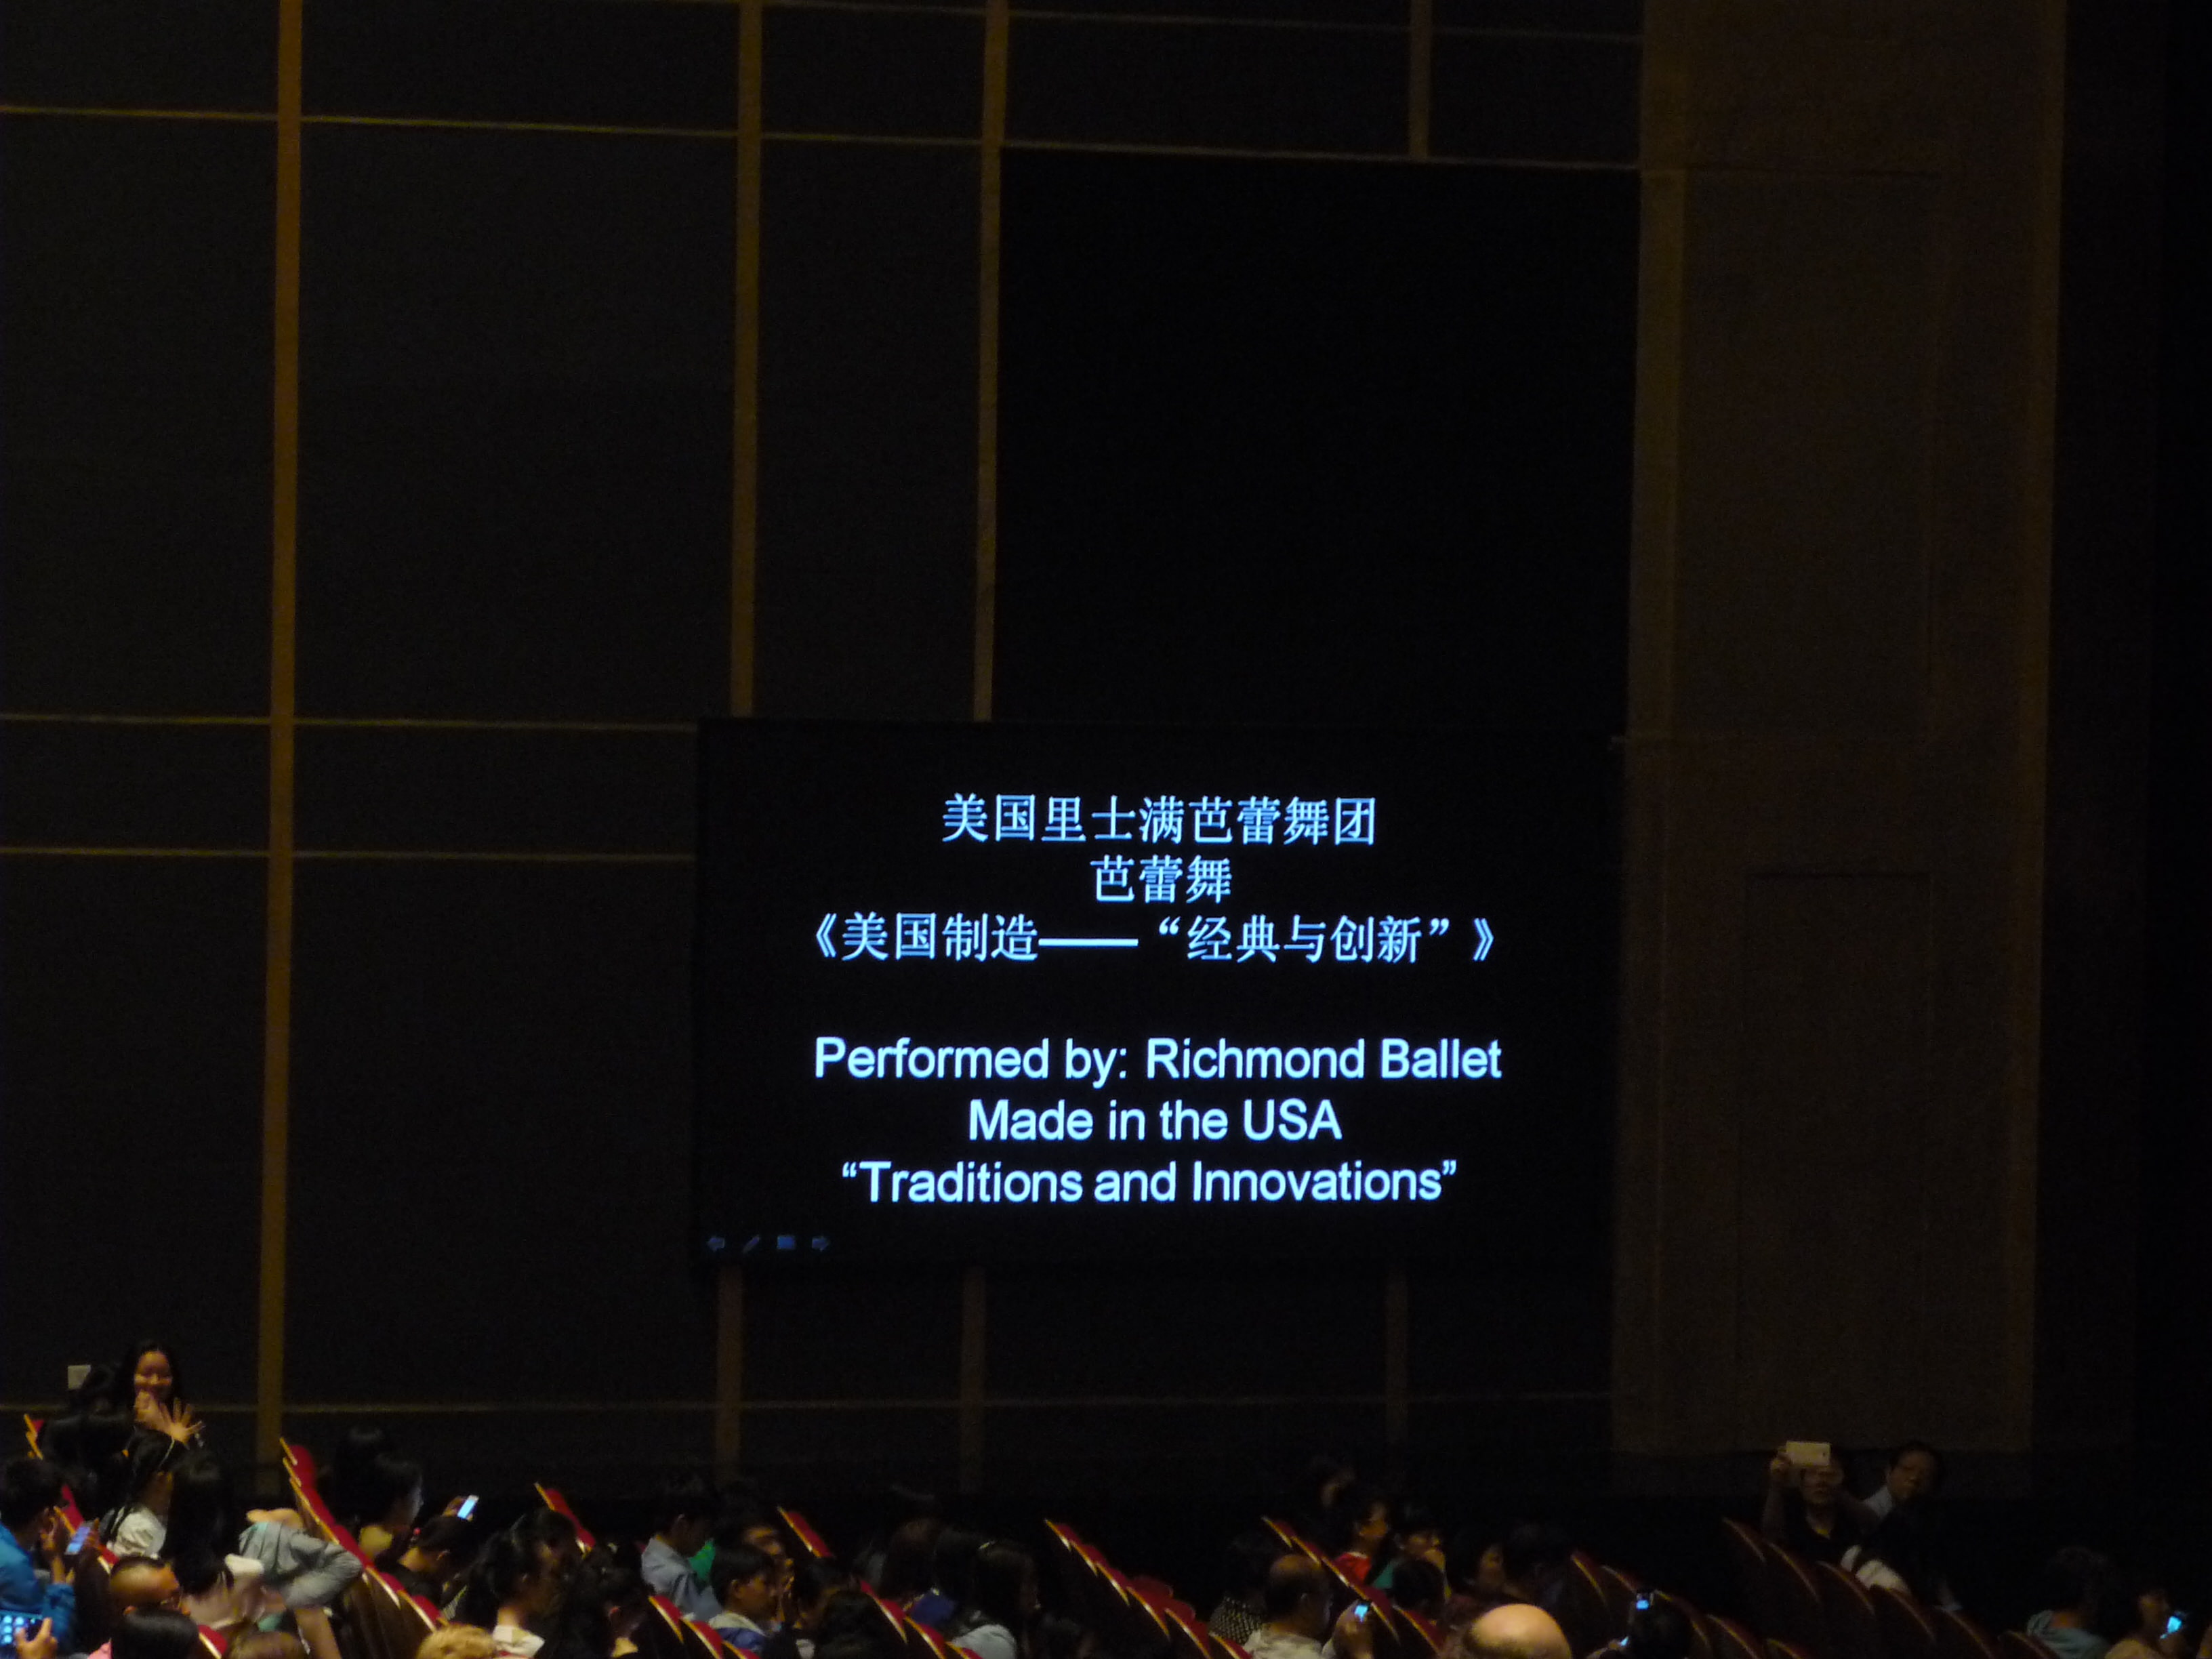 美国里士满芭蕾舞团
芭蕾舞
《美国制造——“经典与创新”》
Performed by: Richmond Ballet
Made in the USA
“Traditions and Innovations”